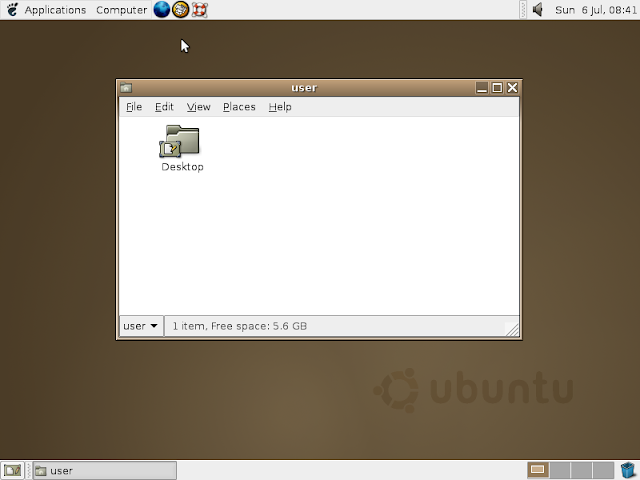 Applications Computer Sun 6 Jul, 08:41
user
File Edit View Places Help
Desktop
user 1 item, Free space: 5.6 GB
ubuntu
user